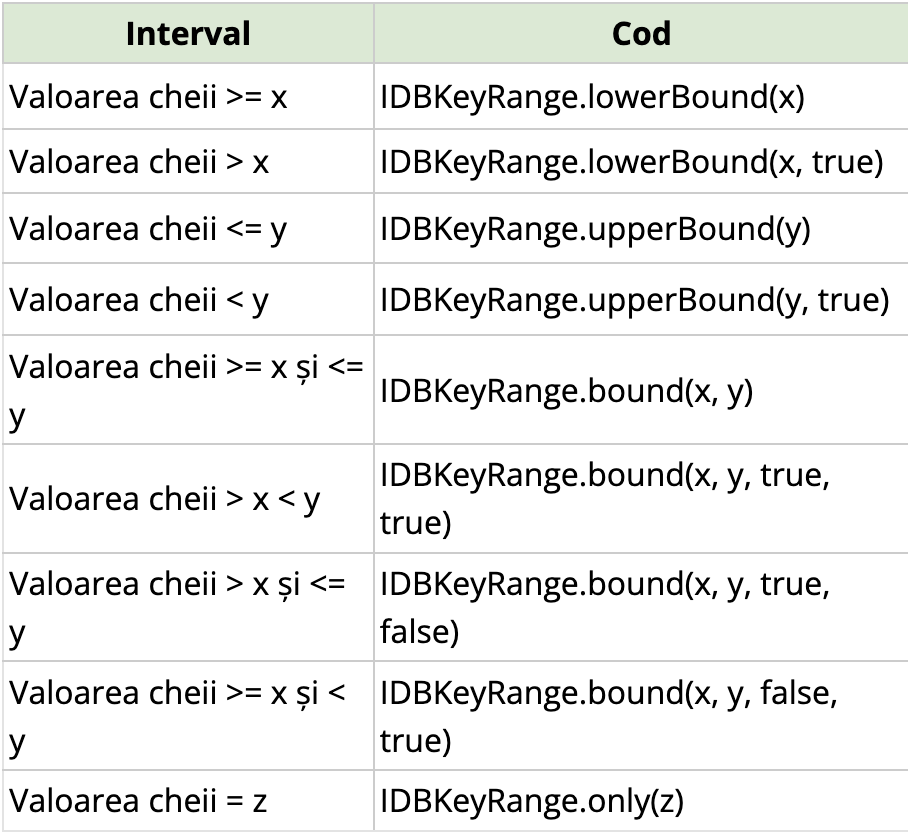 Interval
Cod
Valoarea cheii >= x
IDBKeyRange.lowerBound(x)
Valoarea cheii > x
IDBKeyRange.lowerBound(x, true)
Valoarea cheii <= y
IDBKeyRange.upperBound(y)
Valoarea cheii < y
IDBKeyRange.upperBound(y, true)
Valoarea cheii >= x și <=
y
IDBKeyRange.bound(x, y)
Valoarea cheii > x < y
IDBKeyRange.bound(x, y, true,
true)
Valoarea cheii > x și <=
y
IDBKeyRange.bound(x, y, true,
false)
Valoarea cheii >= x și <
y
IDBKeyRange.bound(x, y, false,
true)
Valoarea cheii = z
IDBKeyRange.only(z)